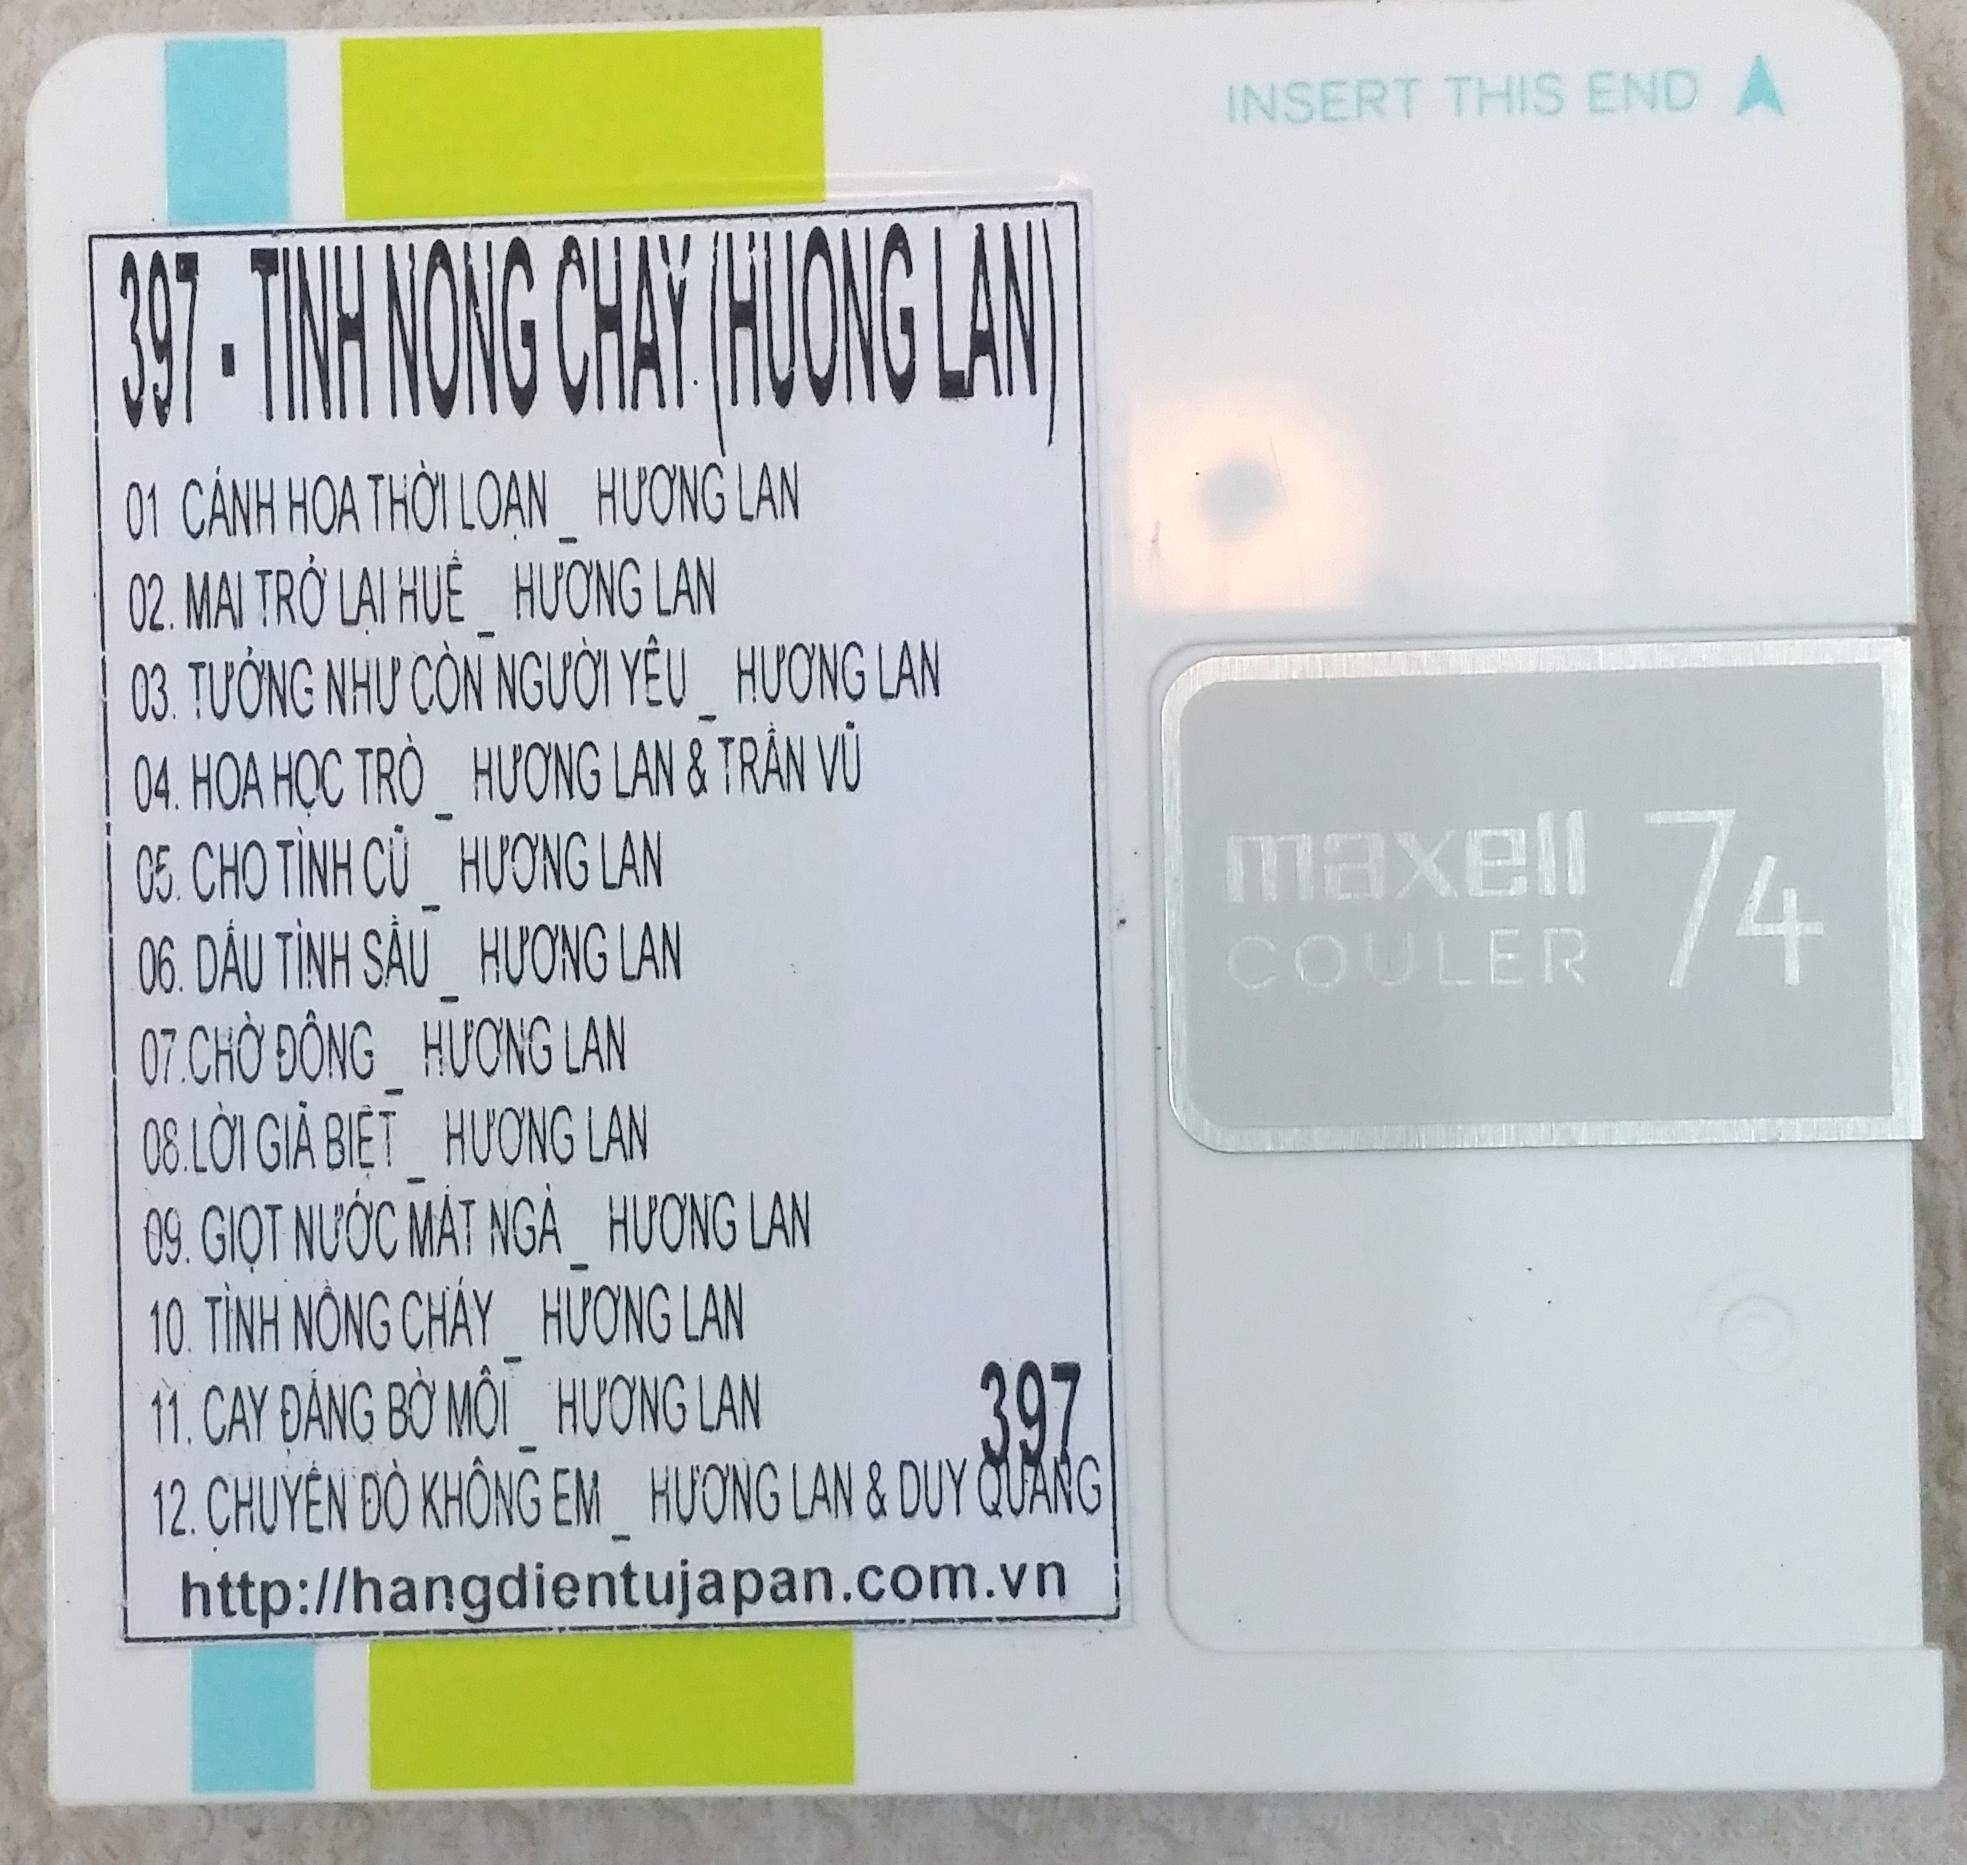 INSERT THIS END
397 - TINH NONG CHAY (HUONG LAN)
01 CÁNH HOA THỜI LOẠN _ HƯƠNG LAN
02. MAI TRỞ LẠI HUẾ _ HƯƠNG LAN
03. TƯỞNG NHƯ CÒN NGƯỜI YÊU _ HƯƠNG LAN
04. HOA HỌC TRÒ _ HƯƠNG LAN & TRẦN VŨ
05. CHO TÌNH CŨ _ HƯƠNG LAN
06. DẤU TÌNH SẦU _ HƯƠNG LAN
07.CHỜ ĐÔNG _ HƯƠNG LAN
08.LỜI GIÃ BIỆT _ HƯƠNG LAN
09. GIỌT NƯỚC MẮT NGÀ _ HƯƠNG LAN
10. TÌNH NỒNG CHÁY _ HƯƠNG LAN
11. CAY ĐẮNG BỜ MÔI _ HƯƠNG LAN
397
12. CHUYẾN ĐÒ KHÔNG EM _ HƯƠNG LAN & DUY QUANG
http://hangdientujapan.com.vn
maxell 74
COULER